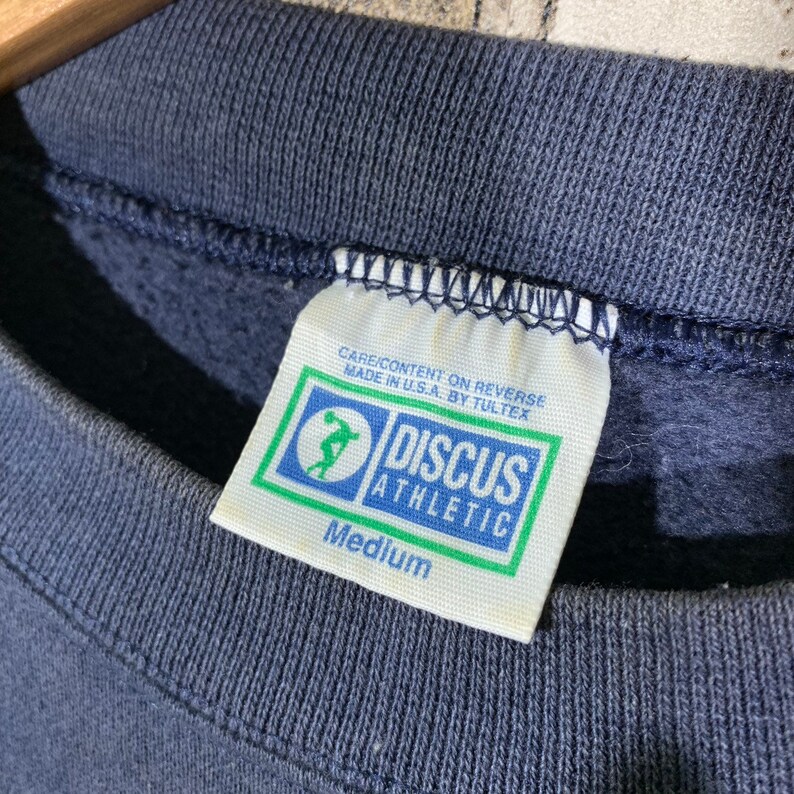 CARE/CONTENT ON REVERSE
MADE IN U.S.A. BY TULTEX
DISCUS
ATHLETIC
Medium